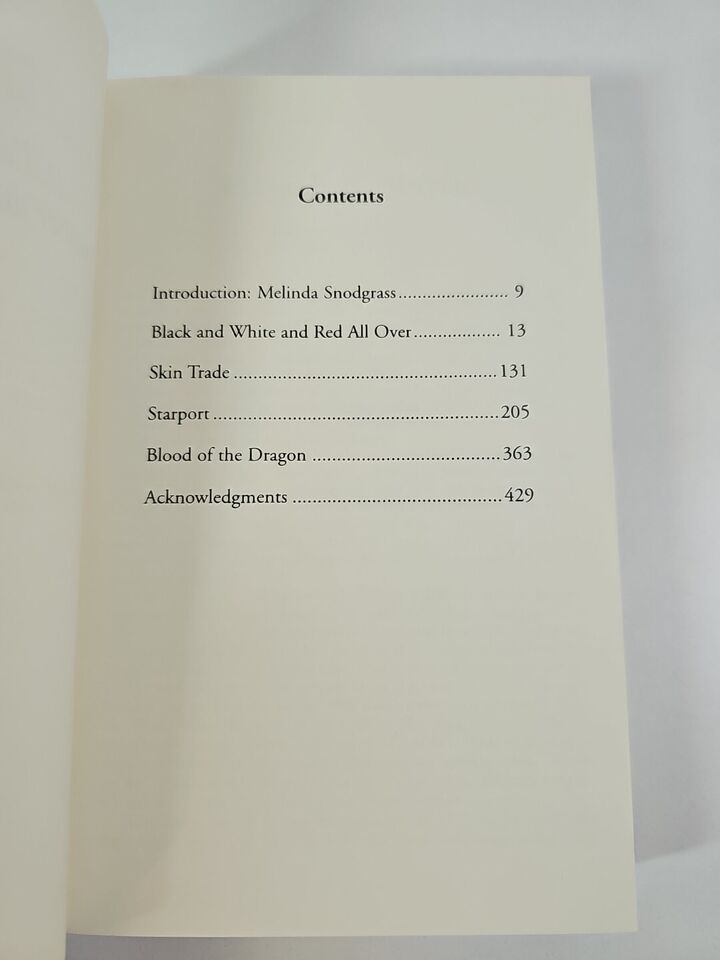 Contents
Introduction: Melinda Snodgrass....................... 9
Black and White and Red All Over.................. 13
Skin Trade ..................................................... 131
Starport ......................................................... 205
Blood of the Dragon ...................................... 363
Acknowledgments .......................................... 429